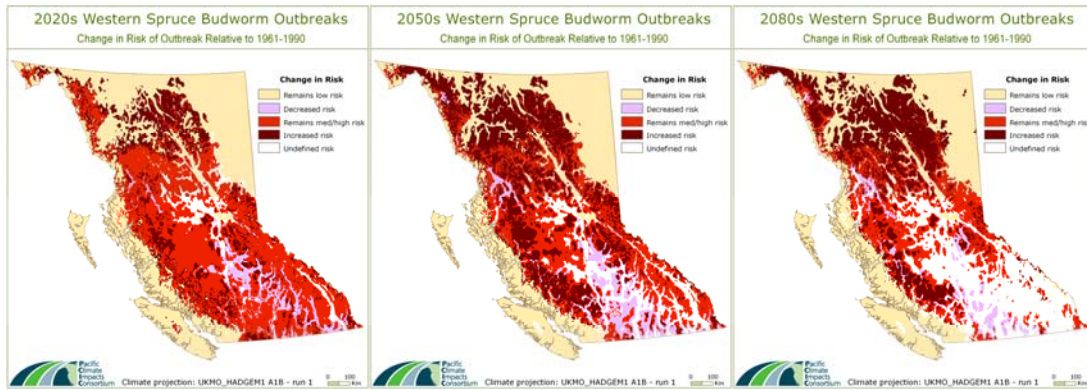 2020s Western Spruce Budworm Outbreaks
Change in Risk of Outbreak Relative to 1961-1990
Change in Risk
Remains low risk
Decreased risk
Remains med/high risk
Increased risk
Undefined risk
Pacific
Climate
Impacts
Consortium
Climate projection: UKMO_HADGEM1 A1B - run 1
0 100
Km
2050s Western Spruce Budworm Outbreaks
Change in Risk of Outbreak Relative to 1961-1990
Change in Risk
Remains low risk
Decreased risk
Remains med/high risk
Increased risk
Undefined risk
Pacific
Climate
Impacts
Consortium
Climate projection: UKMO_HADGEM1 A1B - run 1
0 100
Km
2080s Western Spruce Budworm Outbreaks
Change in Risk of Outbreak Relative to 1961-1990
Change in Risk
Remains low risk
Decreased risk
Remains med/high risk
Increased risk
Undefined risk
Pacific
Climate
Impacts
Consortium
Climate projection: UKMO_HADGEM1 A1B - run 1
0 100
Km